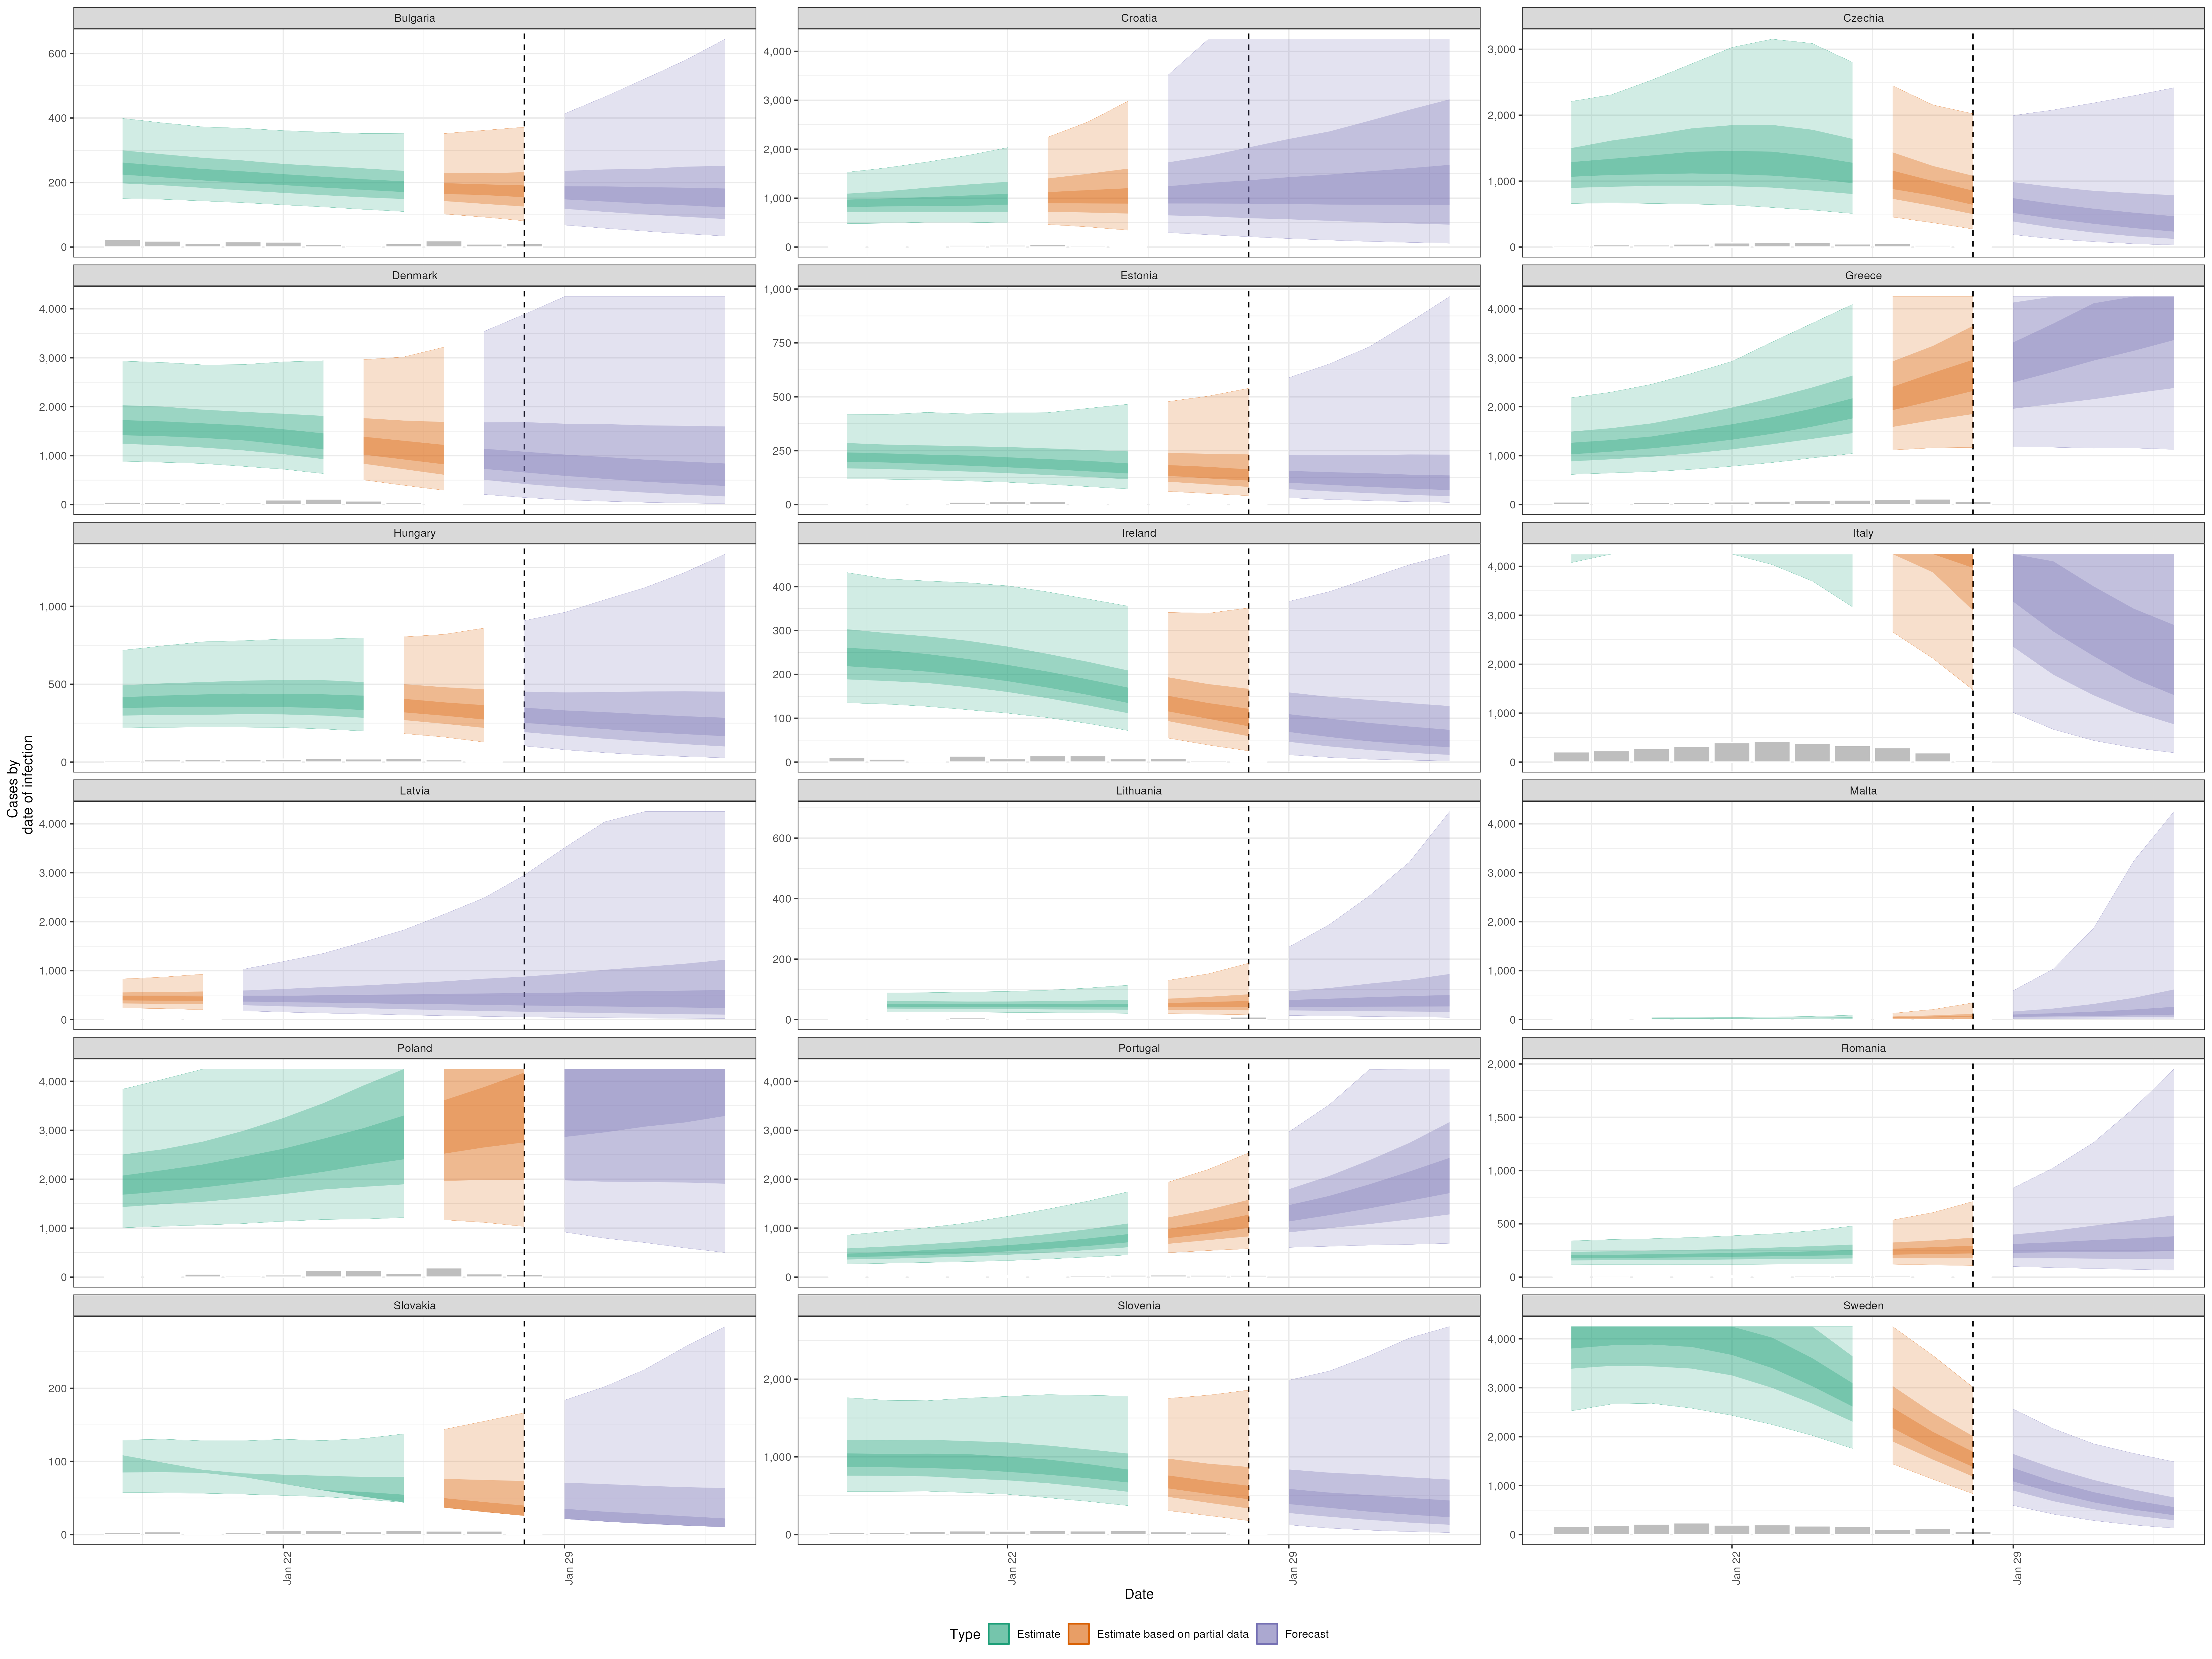 Bulgaria
Croatia
Czechia
600
400
200
0
4,000
3,000
2,000
1,000
0
3,000
2,000
1,000
0
Denmark
Estonia
Greece
4,000
3,000
2,000
1,000
0
1,000
750
500
250
0
4,000
3,000
2,000
1,000
0
Hungary
Ireland
Italy
1,000
500
0
400
300
200
100
0
4,000
3,000
2,000
1,000
0
Cases by
date of infection
Latvia
Lithuania
Malta
4,000
3,000
2,000
1,000
0
600
400
200
0
4,000
3,000
2,000
1,000
0
Poland
Portugal
Romania
4,000
3,000
2,000
1,000
0
4,000
3,000
2,000
1,000
0
2,000
1,500
1,000
500
0
Slovakia
Slovenia
Sweden
200
100
0
2,000
1,000
0
4,000
3,000
2,000
1,000
0
Jan 22
Jan 29
Jan 22
Jan 29
Jan 22
Jan 29
Date
Type Estimate Estimate based on partial data Forecast